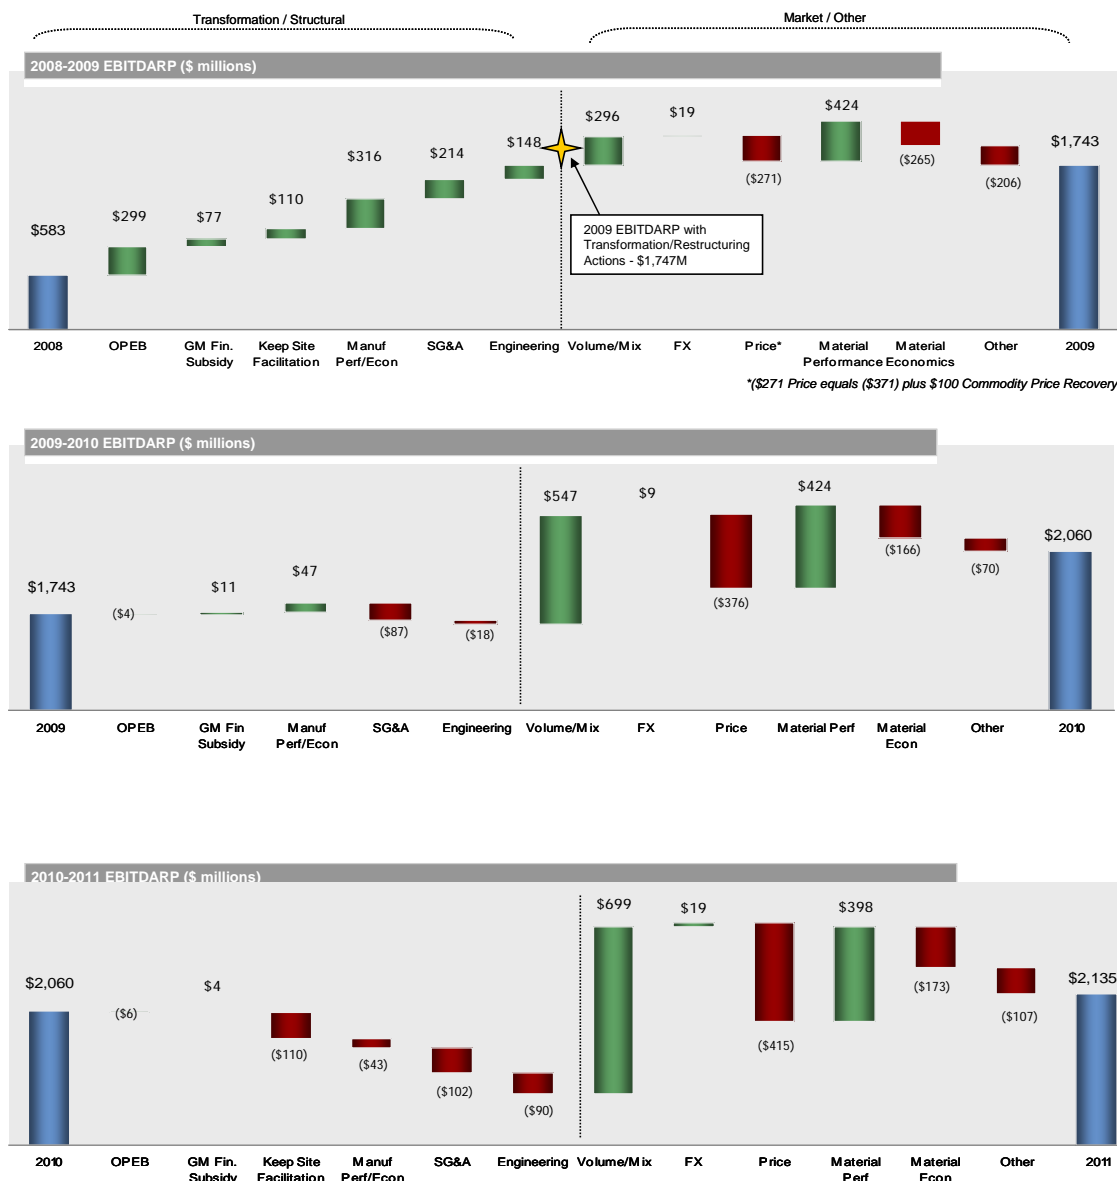 Transformation / Structural
Market / Other
2008-2009 EBITDARP ($ millions)
$583
$299
$77
$110
$316
$214
$148
$296
$19
($271)
$424
($265)
($206)
$1,743
2009 EBITDARP with
Transformation/Restructuring
Actions - $1,747M
2008 OPEB GM Fin. Keep Site Manuf SG&A Engineering Volume/Mix FX Price* Material Material Other 2009
Subsidy Facilitation Perf/Econ Performance Economics
*($271 Price equals ($371) plus $100 Commodity Price Recovery
2009-2010 EBITDARP ($ millions)
$1,743
($4)
$11
$47
($87)
($18)
$547
$9
($376)
$424
($166)
($70)
$2,060
2009 OPEB GM Fin Manuf SG&A Engineering Volume/Mix FX Price Material Perf Material Other 2010
Subsidy Perf/Econ Econ
2010-2011 EBITDARP ($ millions)
$2,060
($6)
$4
($110)
($43)
($102)
($90)
$699
$19
($415)
$398
($173)
($107)
$2,135
2010 OPEB GM Fin. Keep Site Manuf SG&A Engineering Volume/Mix FX Price Material Material Other 2011
Subsidy Facilitation Perf/Econ Perf Econ